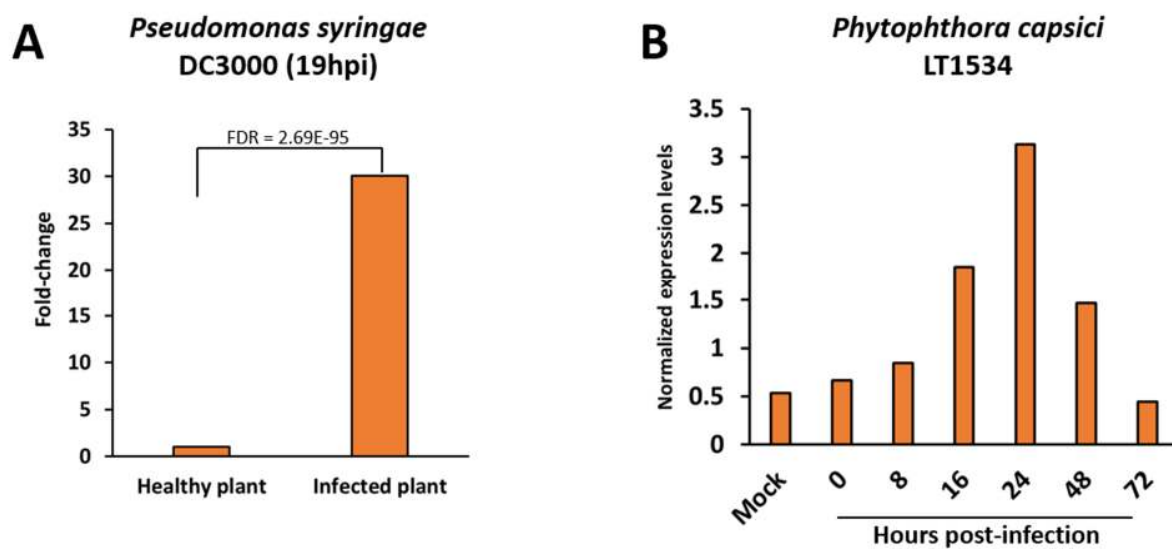 A
Pseudomonas syringae
DC3000 (19hpi)
FDR = 2.69E-95
Fold-change
35
30
25
20
15
10
5
0
Healthy plant
Infected plant
B
Phytophthora capsici
LT1534
Normalized expression levels
3.5
3
2.5
2
1.5
1
0.5
0
Mock
0
8
16
24
48
72
Hours post-infection